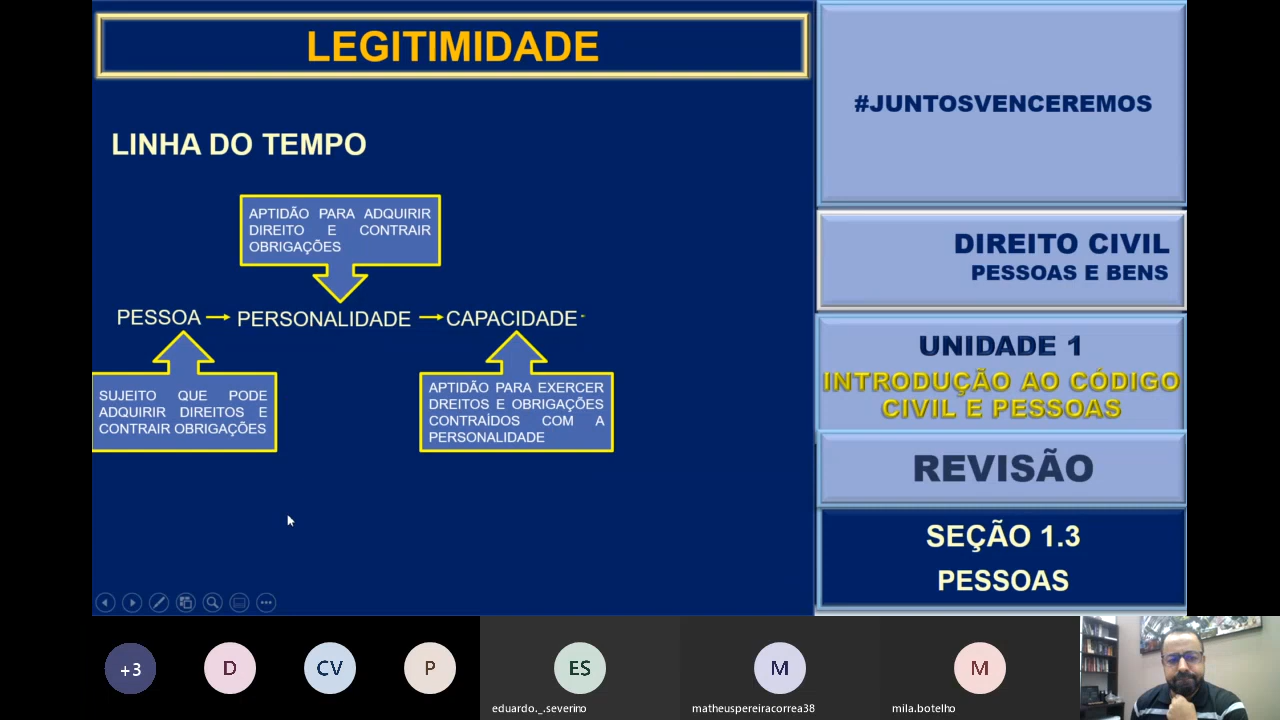 LEGITIMIDADE
LINHA DO TEMPO
APTIDÃO PARA ADQUIRIR
DIREITO E CONTRAIR
OBRIGAÇÕES
PESSOA
PERSONALIDADE
CAPACIDADE
SUJEITO QUE PODE
ADQUIRIR DIREITOS E
CONTRAIR OBRIGAÇÕES
APTIDÃO PARA EXERCER
DREITOS E OBRIGAÇÕES
CONTRAÍDOS COM A
PERSONALIDADE
#JUNTOSVENCEREMOS
DIREITO CIVIL
PESSOAS E BENS
UNIDADE 1
INTRODUÇÃO AO CÓDIGO
CIVIL E PESSOAS
REVISÃO
SEÇÃO 1.3
PESSOAS
+3
D
CV
P
ES
eduardo._.severino
M
matheuspereiracorrea38
M
mila.botelho